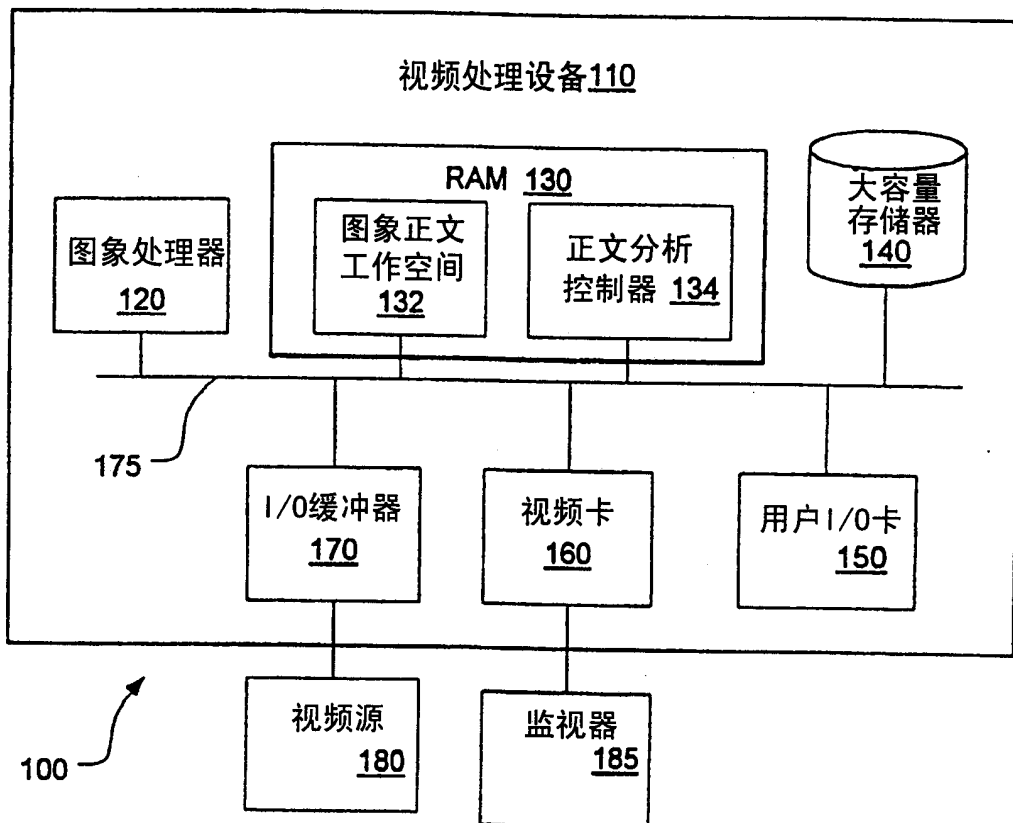 视频处理设备110
RAM 130
图象处理器
120
图象正文
工作空间
132
正文分析
控制器 134
大容量
存储器
140
175
I/O缓冲器
170
视频卡
160
用户I/O卡
150
100
视频源
180
监视器
185